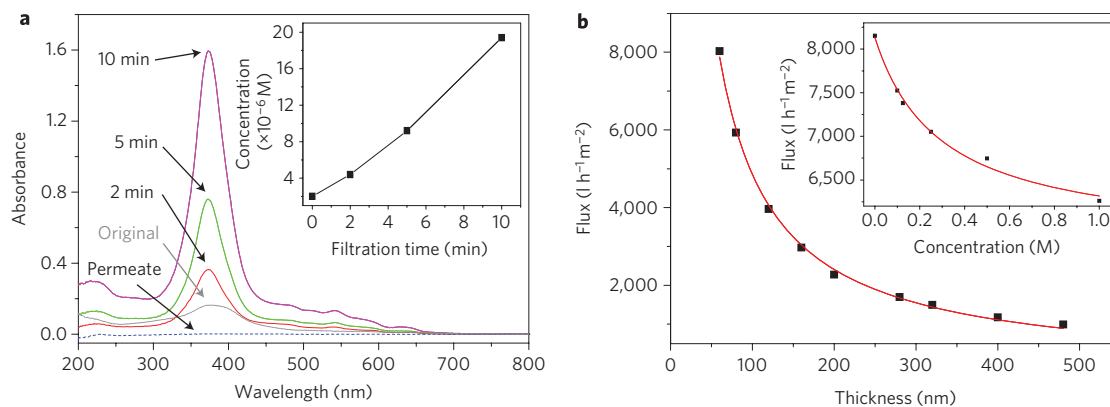 a
1.6
1.2
0.8
0.4
0.0
Absorbance
200 300 400 500 600 700 800
Wavelength (nm)
10 min
5 min
2 min
Original
Permeate
20
16
12
8
4
Concentration
(×10⁻⁶ M)
0 2 4 6 8 10
Filtration time (min)
b
8,000
6,000
4,000
2,000
Flux (l h⁻¹ m⁻²)
0 100 200 300 400 500
Thickness (nm)
8,000
7,500
7,000
6,500
Flux (l h⁻¹ m⁻²)
0.0 0.2 0.4 0.6 0.8 1.0
Concentration (M)